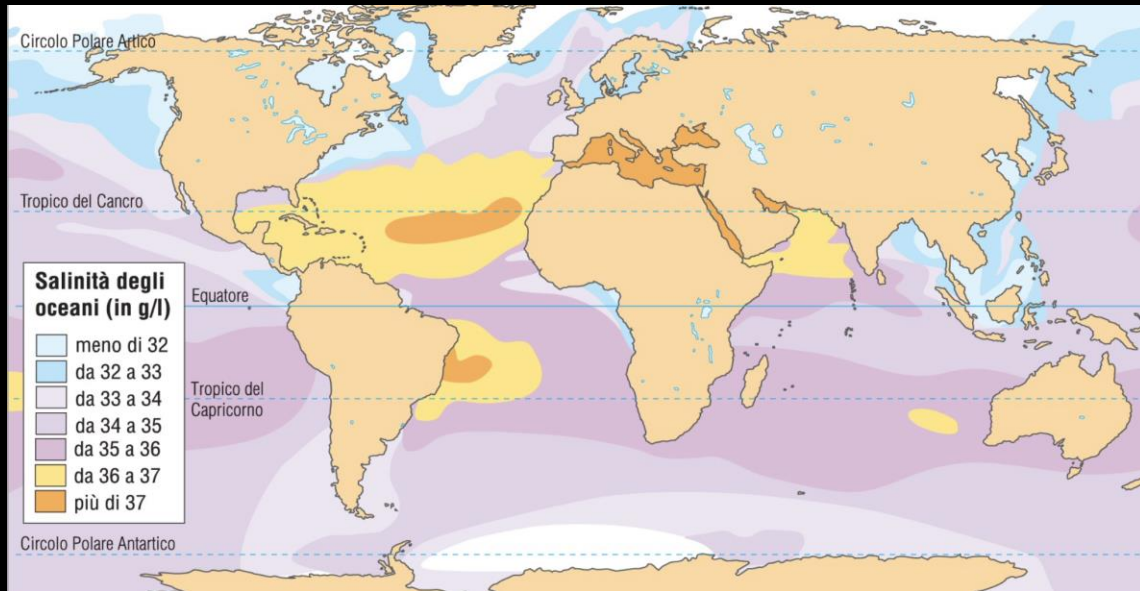 Circolo Polare Artico
Tropico del Cancro
Salinità degli
oceani (in g/l)
meno di 32
da 32 a 33
da 33 a 34
da 34 a 35
da 35 a 36
da 36 a 37
più di 37
Equatore
Tropico del
Capricorno
Circolo Polare Antartico